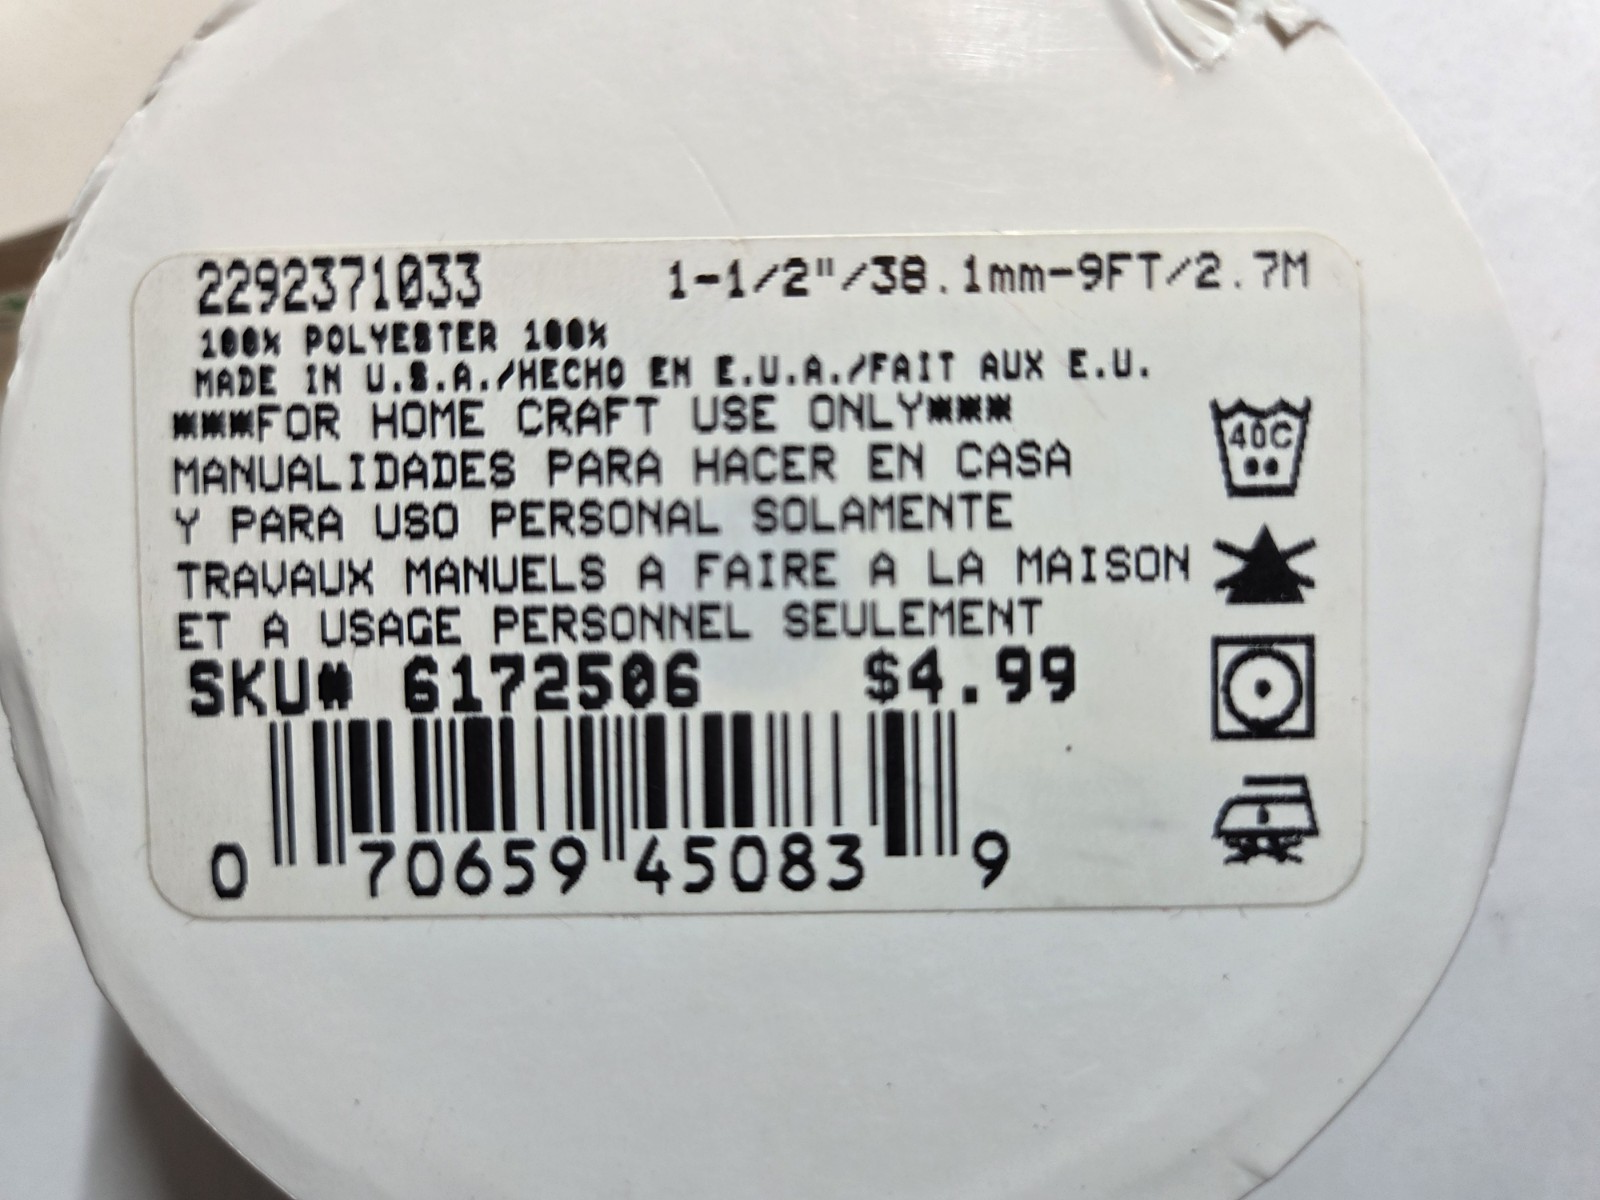 2292371033 1-1/2"/38.1mm-9FT/2.7M
100% POLYESTER 100%
MADE IN U.S.A./HECHO EN E.U.A./FAIT AUX E.U.
***FOR HOME CRAFT USE ONLY***
MANUALIDADES PARA HACER EN CASA
Y PARA USO PERSONAL SOLAMENTE
TRAVAUX MANUELS A FAIRE A LA MAISON
ET A USAGE PERSONNEL SEULEMENT
SKU# 6172506 $4.99
0 70659 45083 9
40C